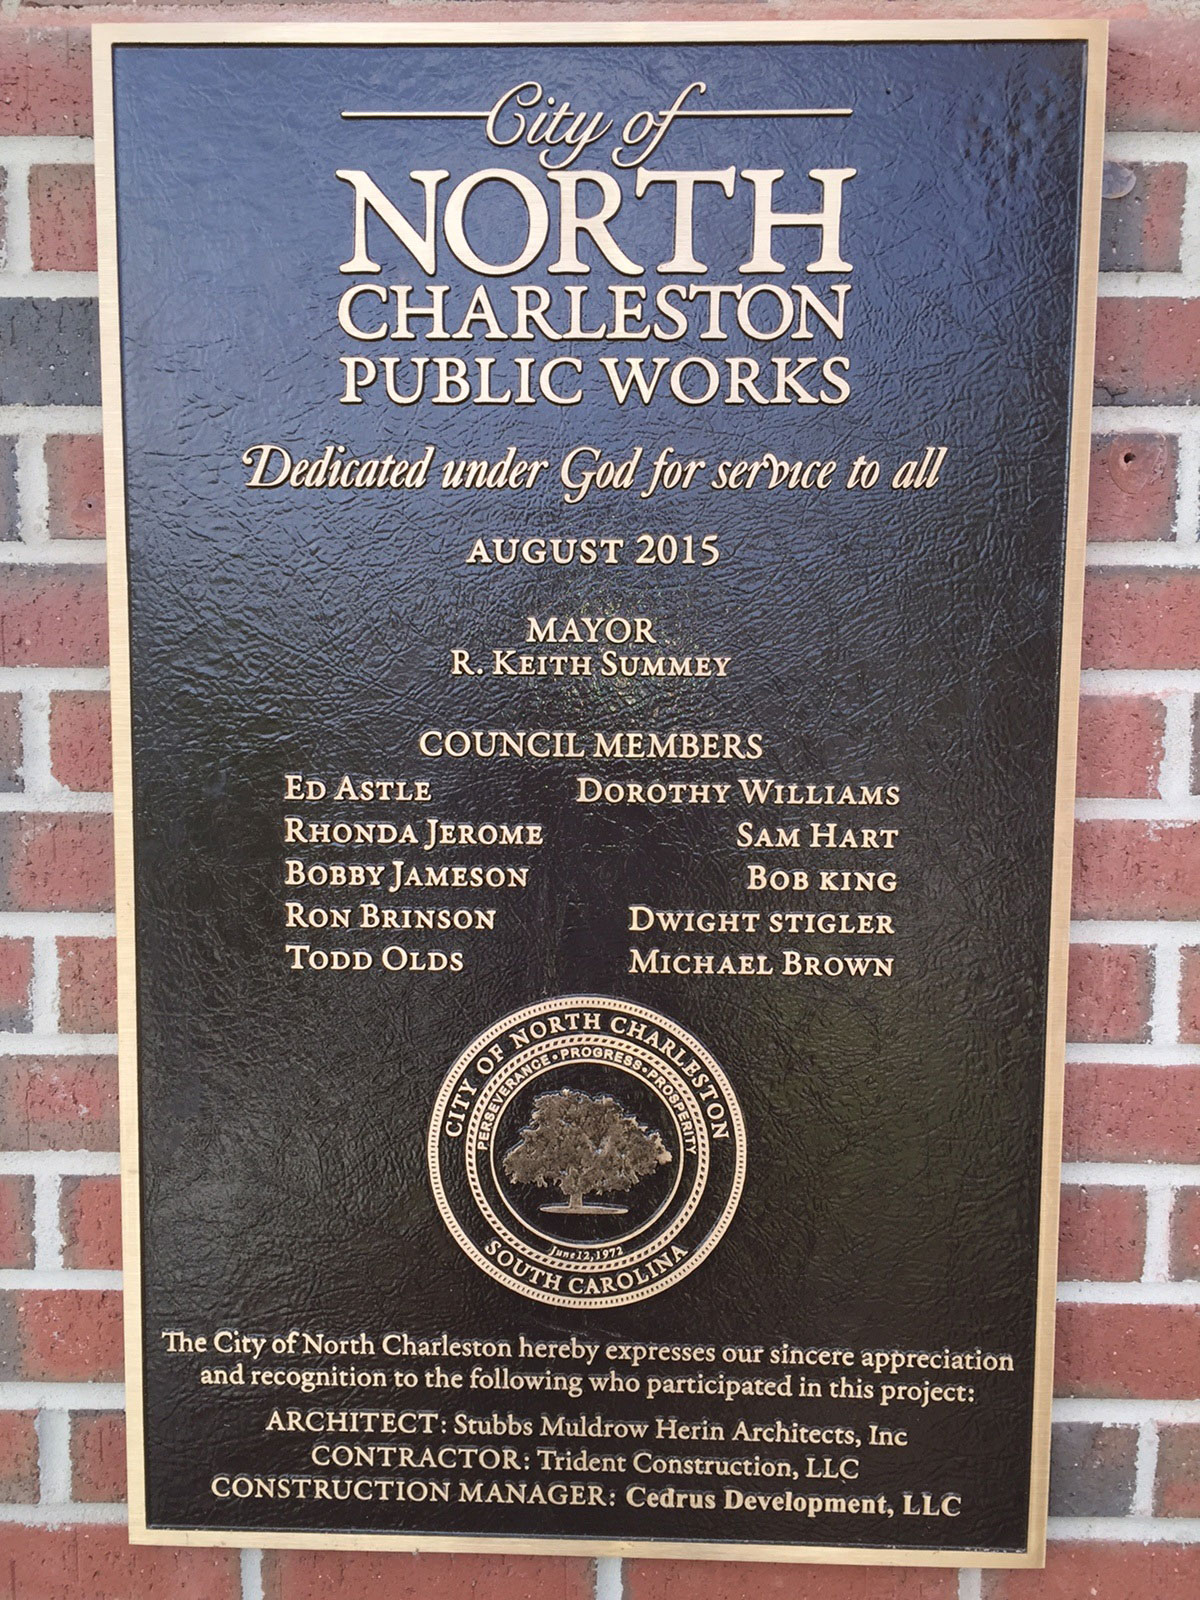 City of
NORTH
CHARLESTON
PUBLIC WORKS
Dedicated under God for service to all
AUGUST 2015
MAYOR
R. KEITH SUMMEY
COUNCIL MEMBERS
ED ASTLE DOROTHY WILLIAMS
RHONDA JEROME SAM HART
BOBBY JAMESON BOB KING
RON BRINSON DWIGHT STIGLER
TODD OLDS MICHAEL BROWN
CITY OF NORTH CHARLESTON
PERSEVERANCE • PROGRESS • PROSPERITY
June 12, 1972
SOUTH CAROLINA
The City of North Charleston hereby expresses our sincere appreciation
and recognition to the following who participated in this project:
ARCHITECT: Stubbs Muldrow Herin Architects, Inc
CONTRACTOR: Trident Construction, LLC
CONSTRUCTION MANAGER: Cedrus Development, LLC